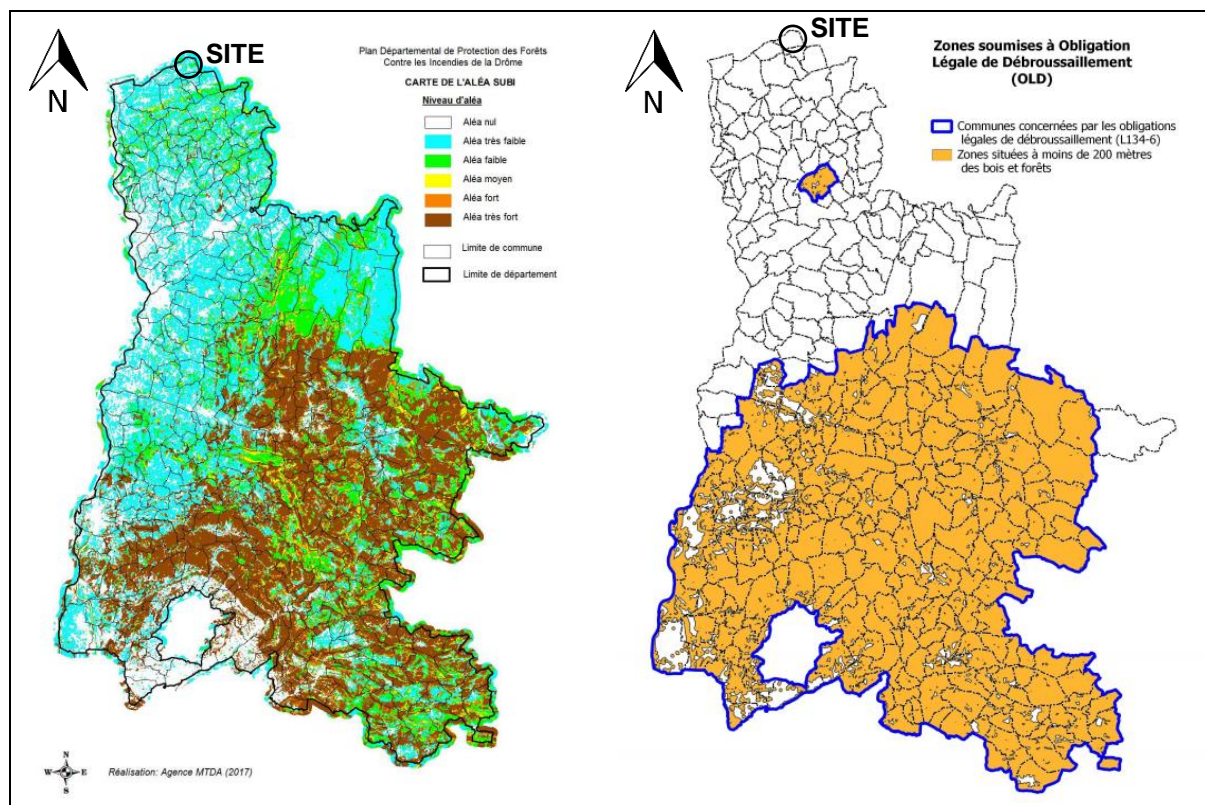 SITE
N
Plan Départemental de Protection des Forêts
Contre les Incendies de la Drôme
CARTE DE L'ALÉA SUBI
Niveau d'aléa
Aléa nul
Aléa très faible
Aléa faible
Aléa moyen
Aléa fort
Aléa très fort
Limite de commune
Limite de département
N
W E
S
Réalisation: Agence MTDA (2017)
SITE
N
Zones soumises à Obligation
Légale de Débroussaillement
(OLD)
Communes concernées par les obligations
légales de débroussaillement (L134-6)
Zones situées à moins de 200 mètres
des bois et forêts